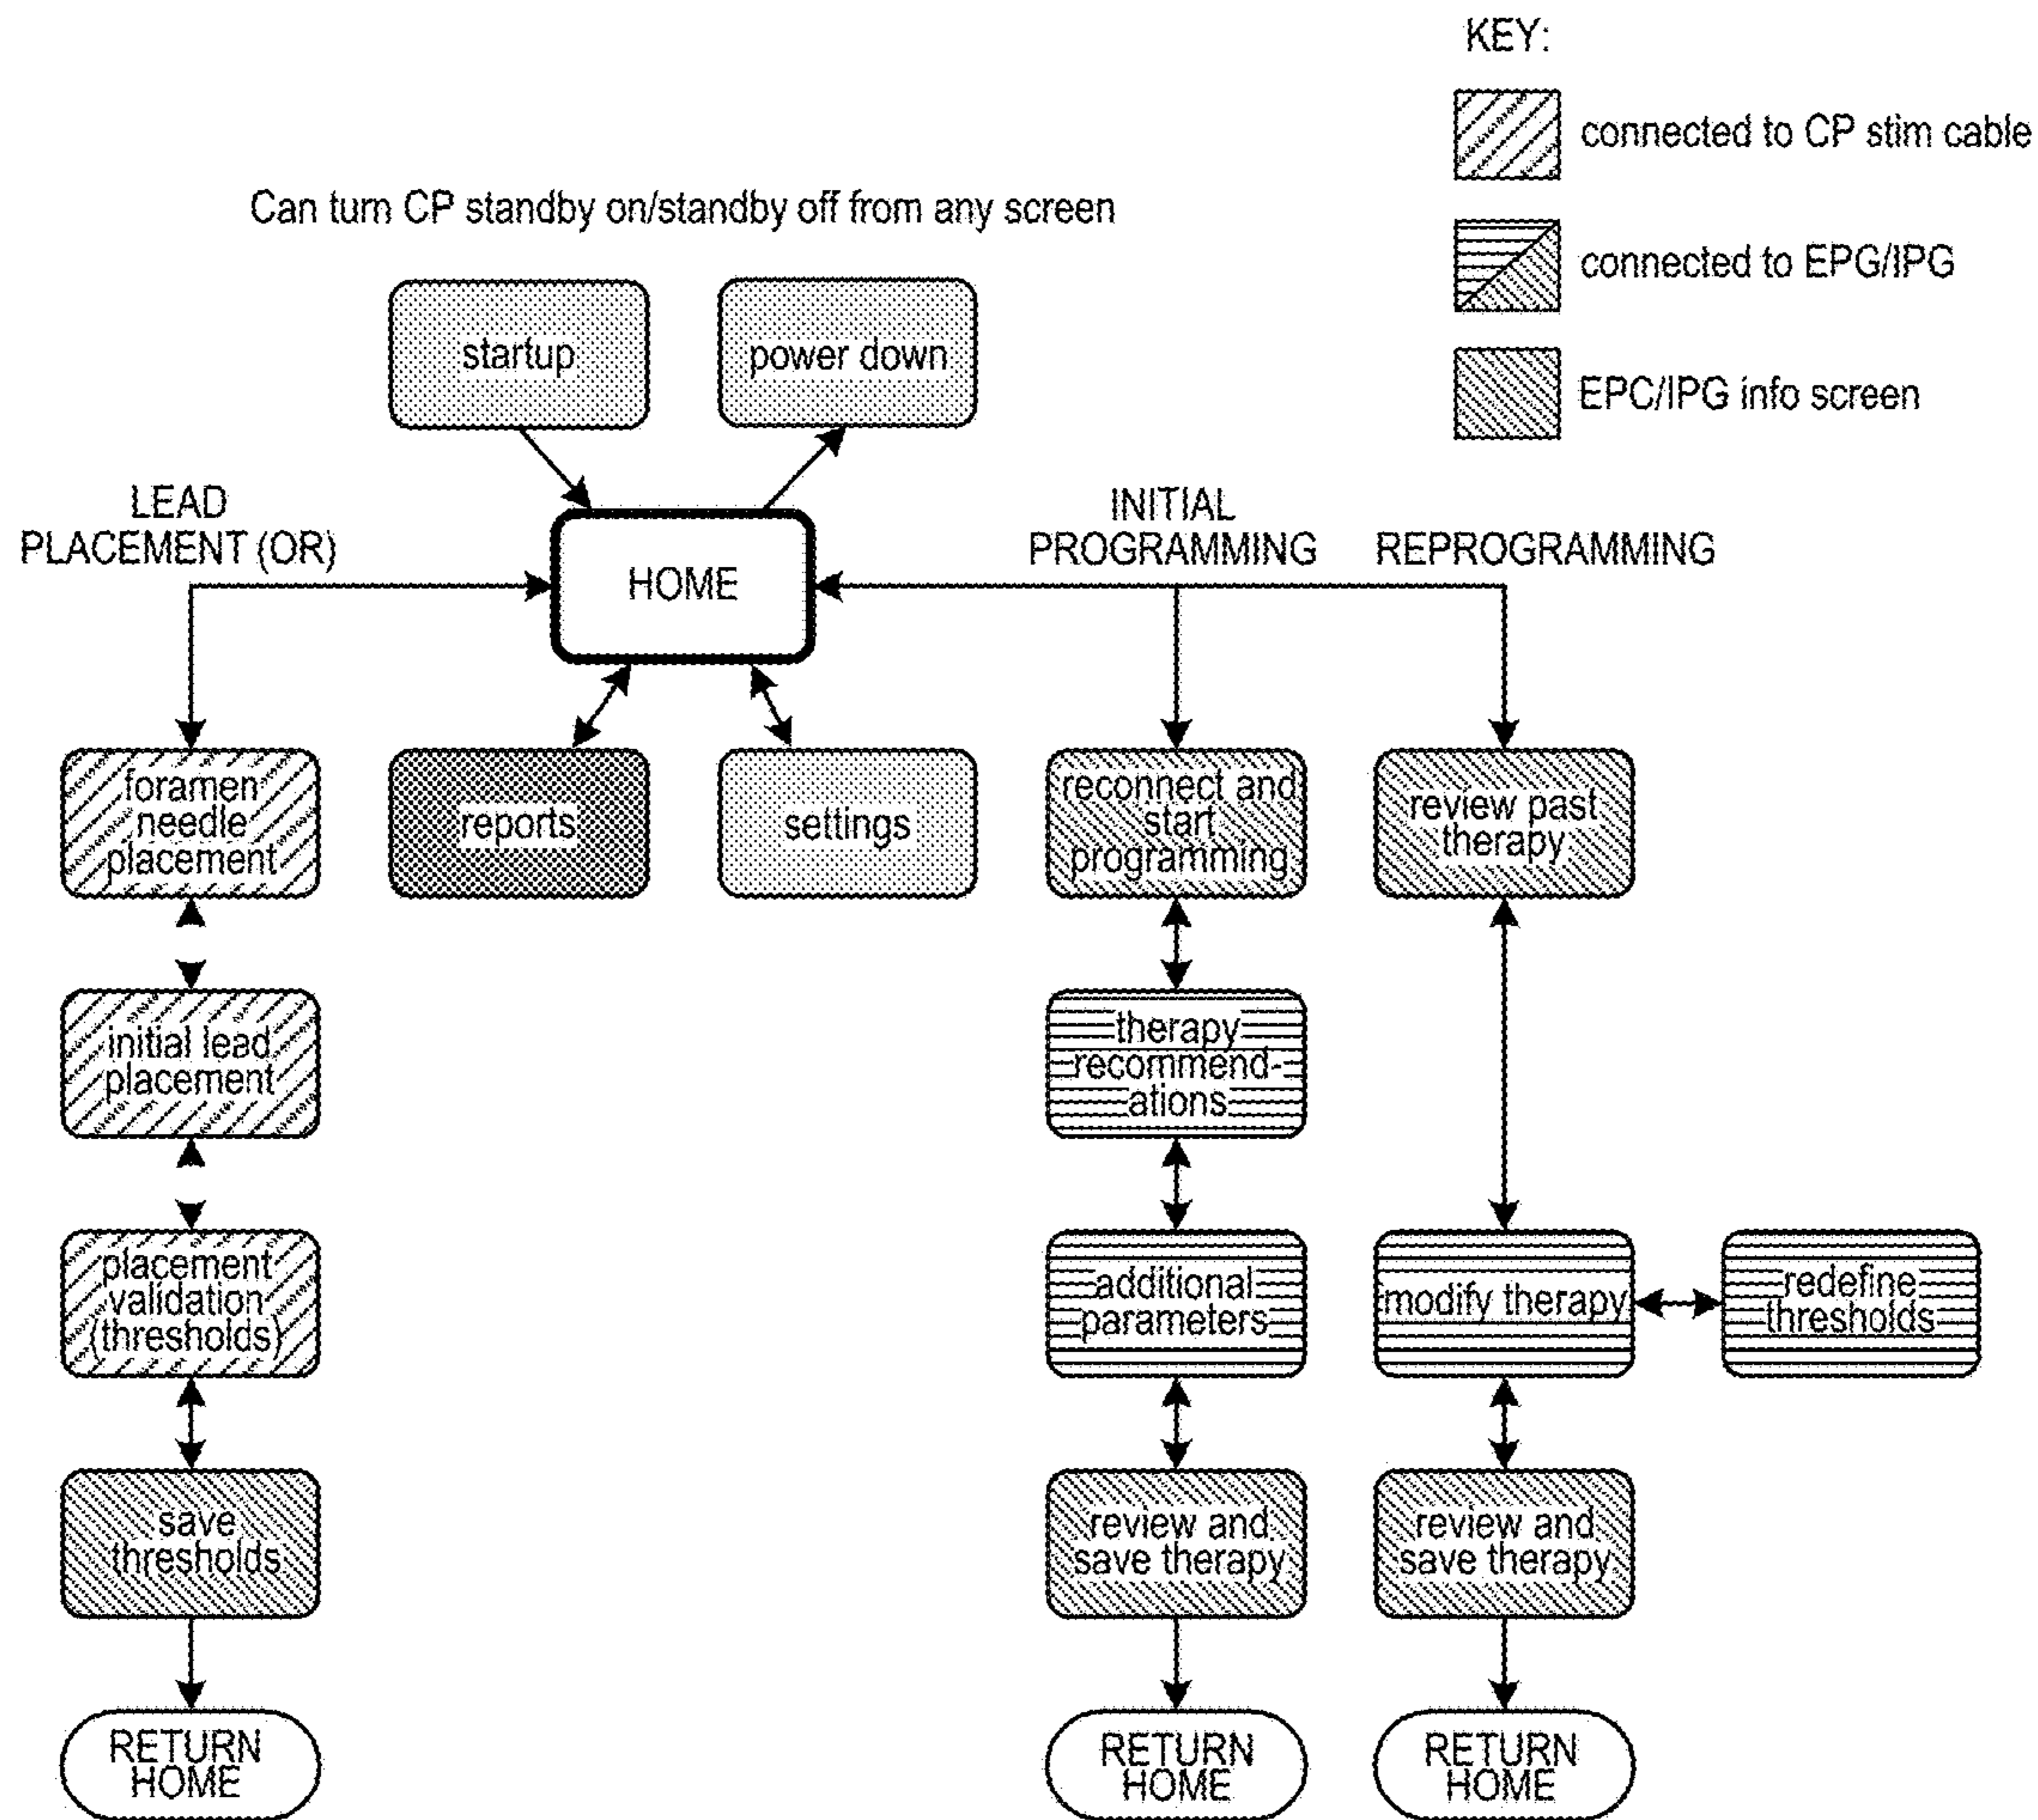 KEY:
connected to CP stim cable
connected to EPG/IPG
EPC/IPG info screen
Can turn CP standby on/standby off from any screen
startup
power down
LEAD
PLACEMENT (OR)
HOME
INITIAL
PROGRAMMING
REPROGRAMMING
foramen
needle
placement
reports
settings
reconnect and
start
programming
review past
therapy
initial lead
placement
therapy
recommend-
ations
placement
validation
(thresholds)
additional
parameters
modify therapy
redefine
thresholds
save
thresholds
review and
save therapy
review and
save therapy
RETURN
HOME
RETURN
HOME
RETURN
HOME